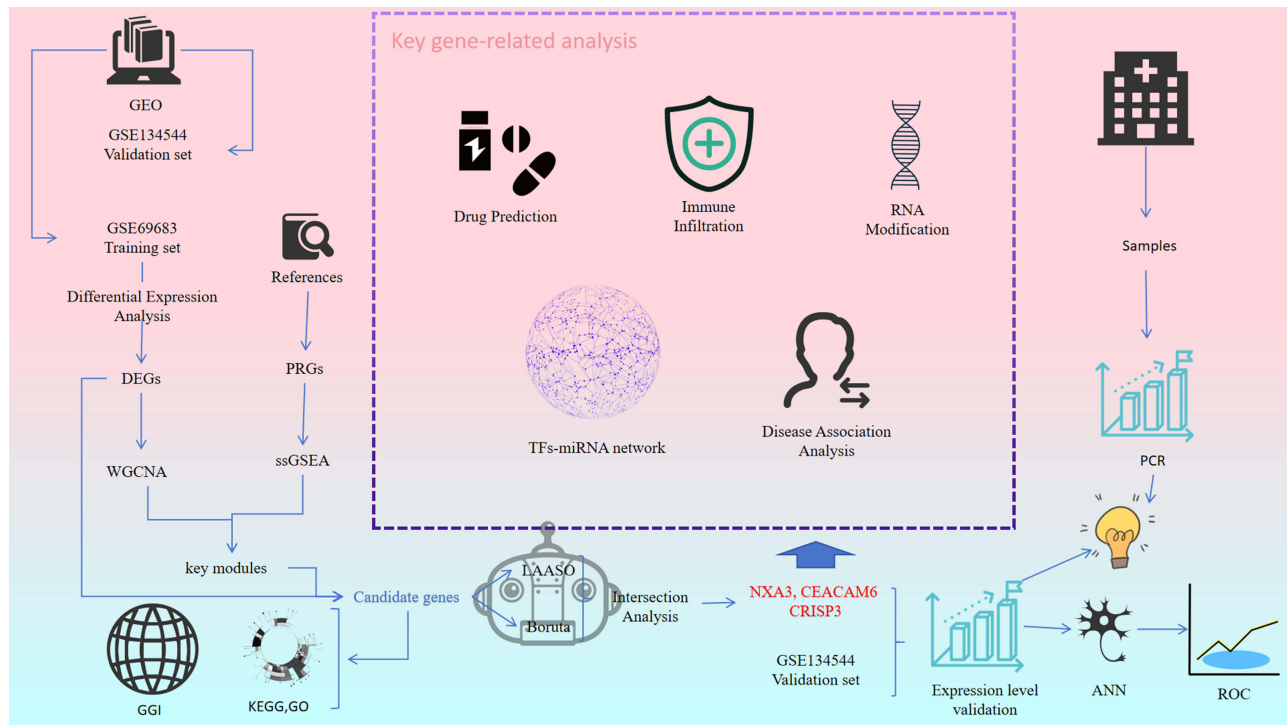 Key gene-related analysis
GEO
GSE134544
Validation set
GSE69683
Training set
Differential Expression
Analysis
DEGs
WGCNA
References
PRGs
ssGSEA
key modules
Drug Prediction
Immune
Infiltration
RNA
Modification
TFs-miRNA network
Disease Association
Analysis
Samples
PCR
Candidate genes
LAASO
Boruta
Intersection
Analysis
NXA3, CEACAM6
CRISP3
GSE134544
Validation set
Expression level
validation
ANN
ROC
GGI
KEGG,GO